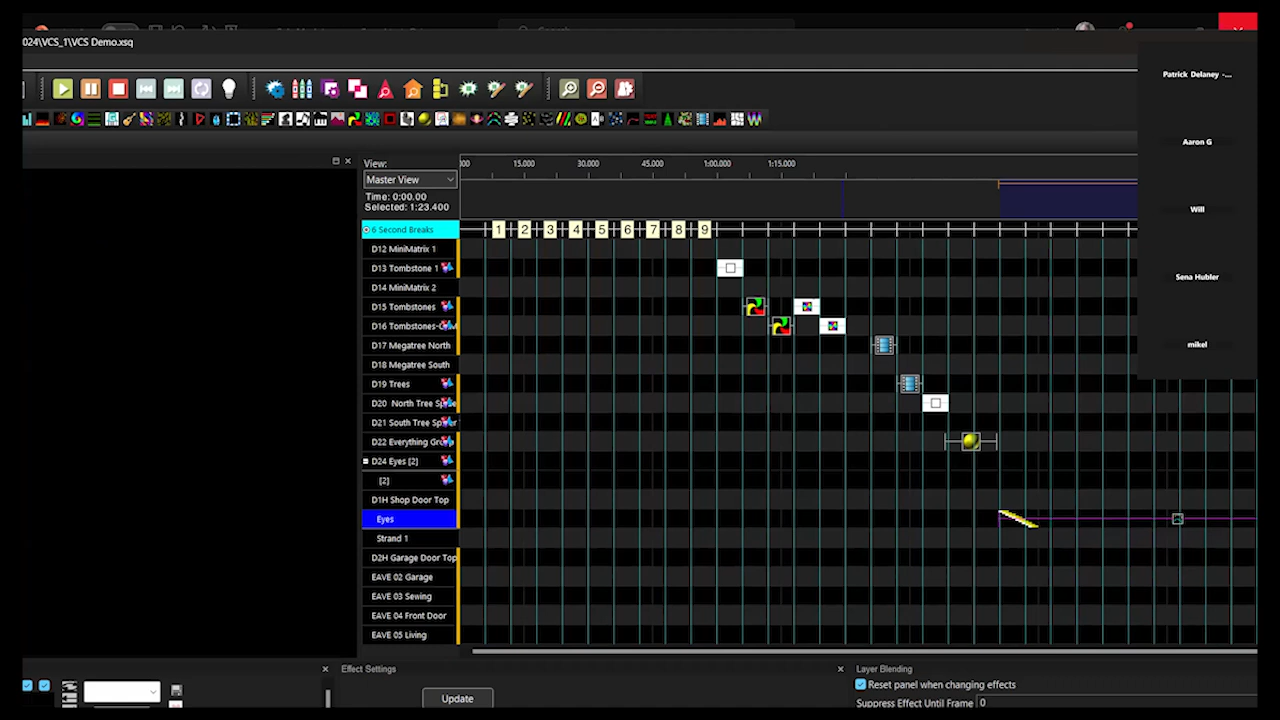 024\VCS_1\VCS Demo.xsq
Patrick Delaney -...
Aaron G
Will
Sena Hubler
mikel
View:
15.000 30.000 45.000 1:00.000 1:15.000
Master View
Time: 0:00.00
Selected: 1:23.400
6 Second Breaks 1 2 3 4 5 6 7 8 9
D12 MiniMatrix 1
D13 Tombstone 1
D14 MiniMatrix 2
D15 Tombstones
D16 Tombstones-
D17 Megatree North
D18 Megatree South
D19 Trees
D20 North Tree
D21 South Tree
D22 Everything
D24 Eyes [2]
[2]
D1H Shop Door Top
Eyes
Strand 1
D2H Garage Door Top
EAVE 02 Garage
EAVE 03 Sewing
EAVE 04 Front Door
EAVE 05 Living
Effect Settings
Layer Blending
Update
Reset panel when changing effects
Suppress Effect Until Frame 0